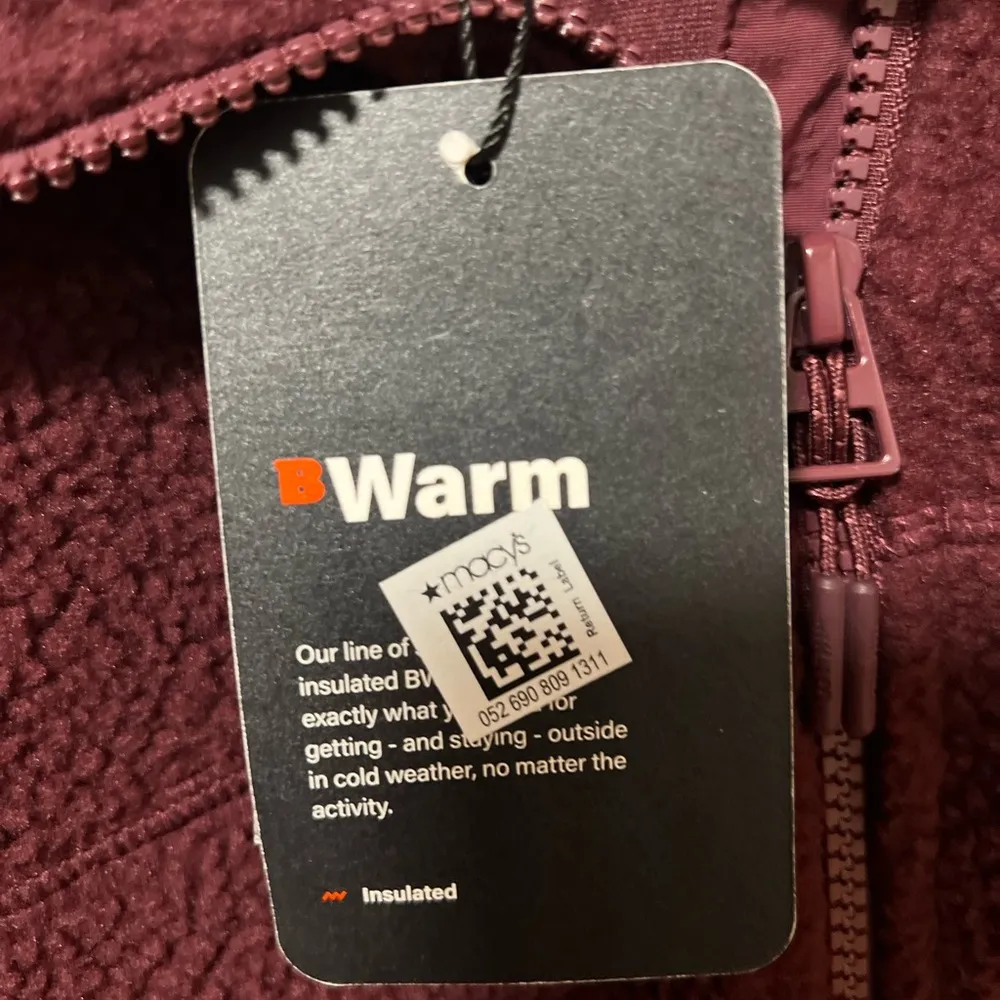 BWarm
★macy's
Return Label
052 690 809 1311
Our line of
insulated
exactly what for
getting - and staying - outside
in cold weather, no matter the
activity.
Insulated